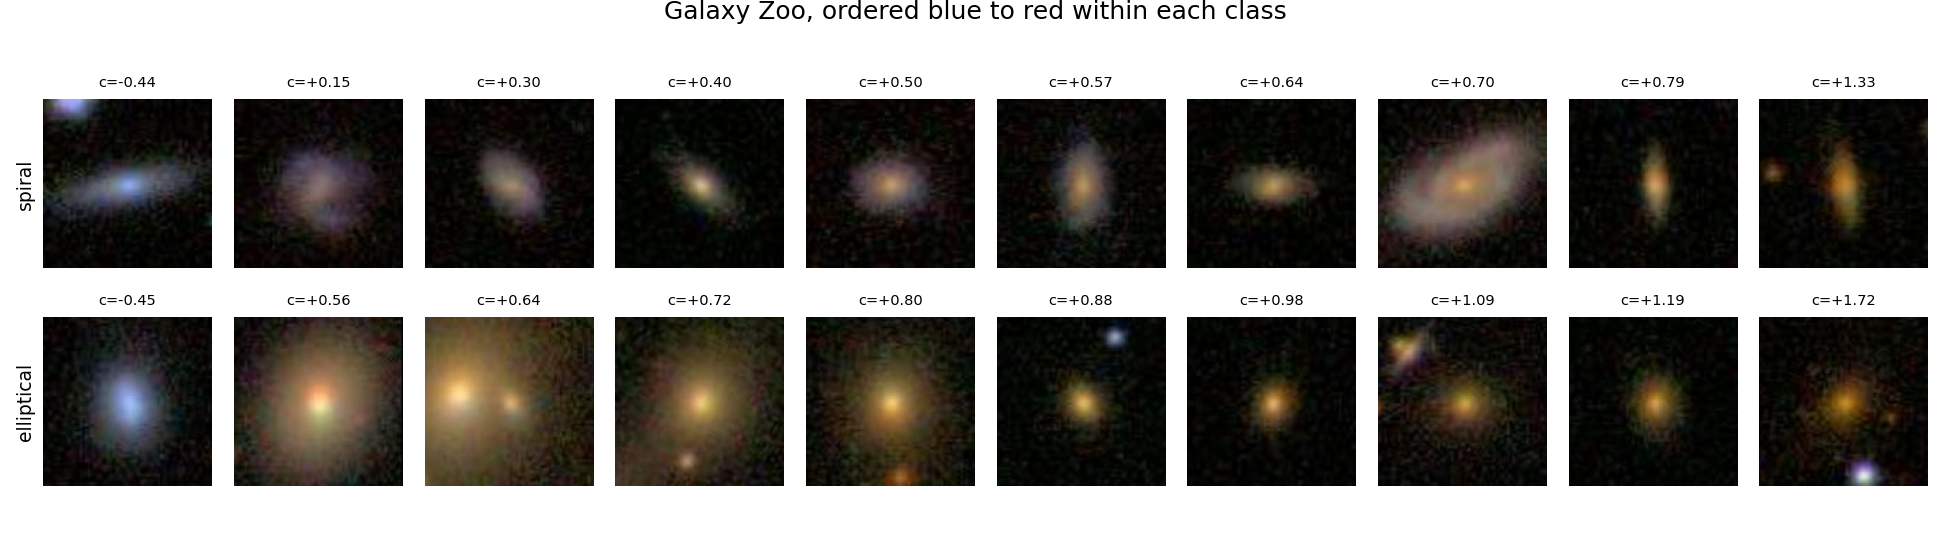 Galaxy Zoo, ordered blue to red within each class
c=-0.44 c=+0.15 c=+0.30 c=+0.40 c=+0.50 c=+0.57 c=+0.64 c=+0.70 c=+0.79 c=+1.33
spiral
c=-0.45 c=+0.56 c=+0.64 c=+0.72 c=+0.80 c=+0.88 c=+0.98 c=+1.09 c=+1.19 c=+1.72
elliptical